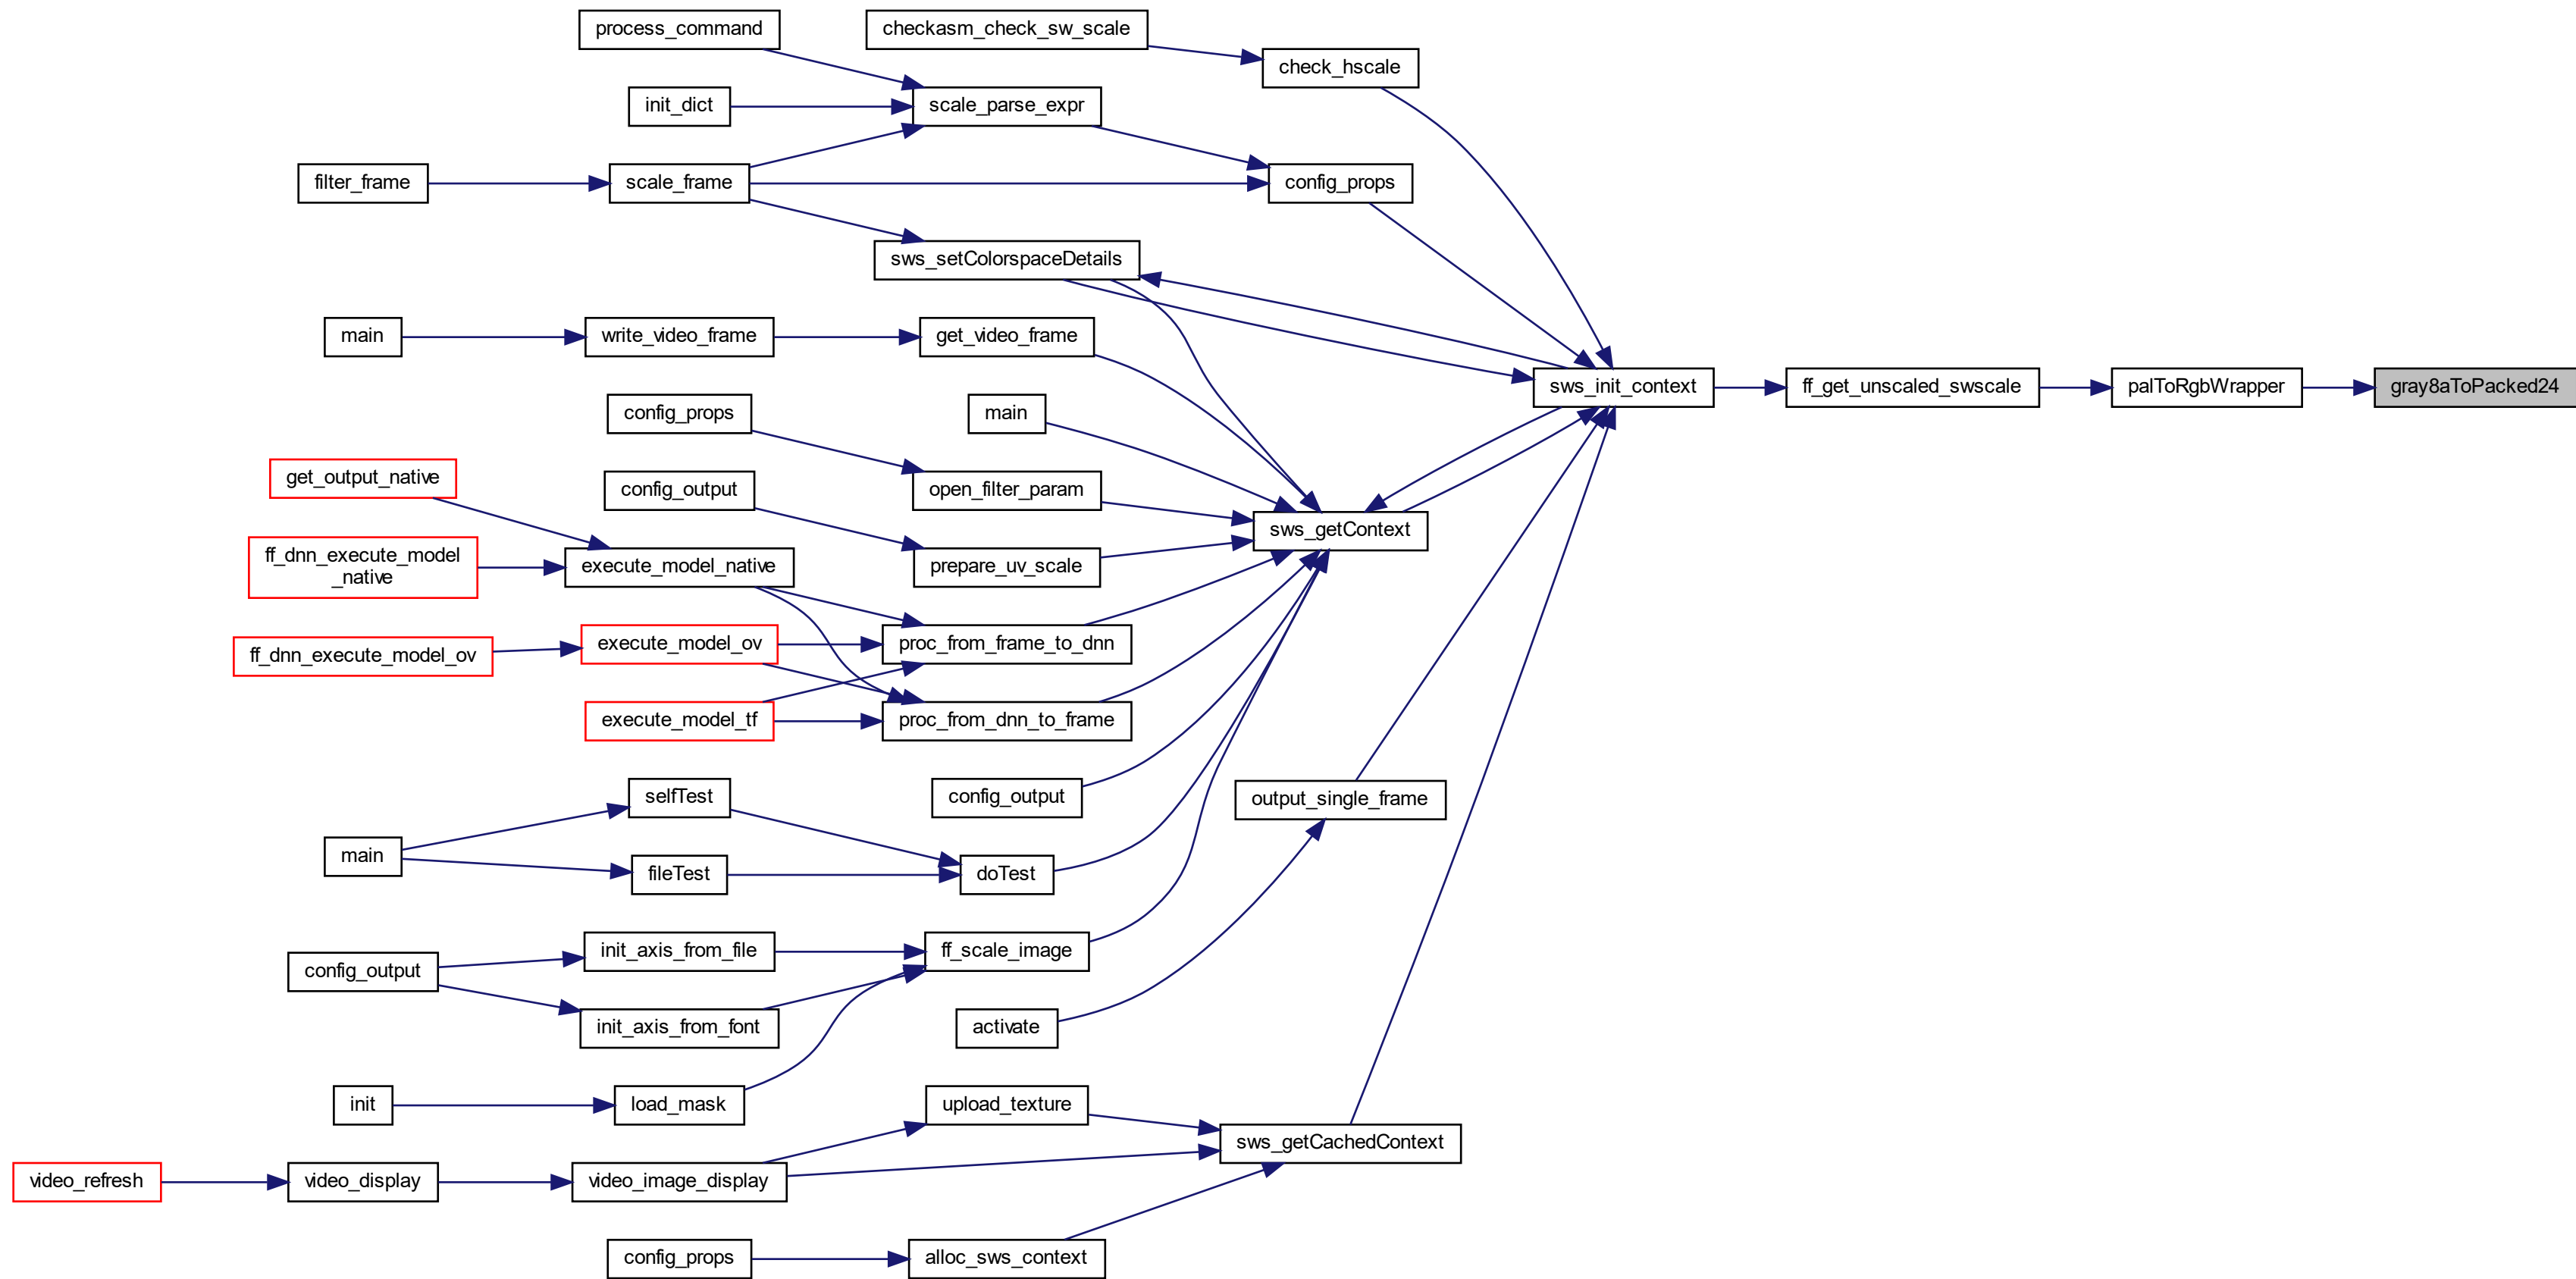 process_command
checkasm_check_sw_scale
check_hscale
init_dict
scale_parse_expr
filter_frame
scale_frame
config_props
sws_setColorspaceDetails
main
write_video_frame
get_video_frame
sws_init_context
ff_get_unscaled_swscale
palToRgbWrapper
gray8aToPacked24
config_props
main
get_output_native
config_output
open_filter_param
sws_getContext
ff_dnn_execute_model
_native
execute_model_native
prepare_uv_scale
ff_dnn_execute_model_ov
execute_model_ov
proc_from_frame_to_dnn
execute_model_tf
proc_from_dnn_to_frame
selfTest
config_output
output_single_frame
main
fileTest
doTest
config_output
init_axis_from_file
ff_scale_image
init_axis_from_font
activate
init
load_mask
upload_texture
sws_getCachedContext
video_refresh
video_display
video_image_display
config_props
alloc_sws_context